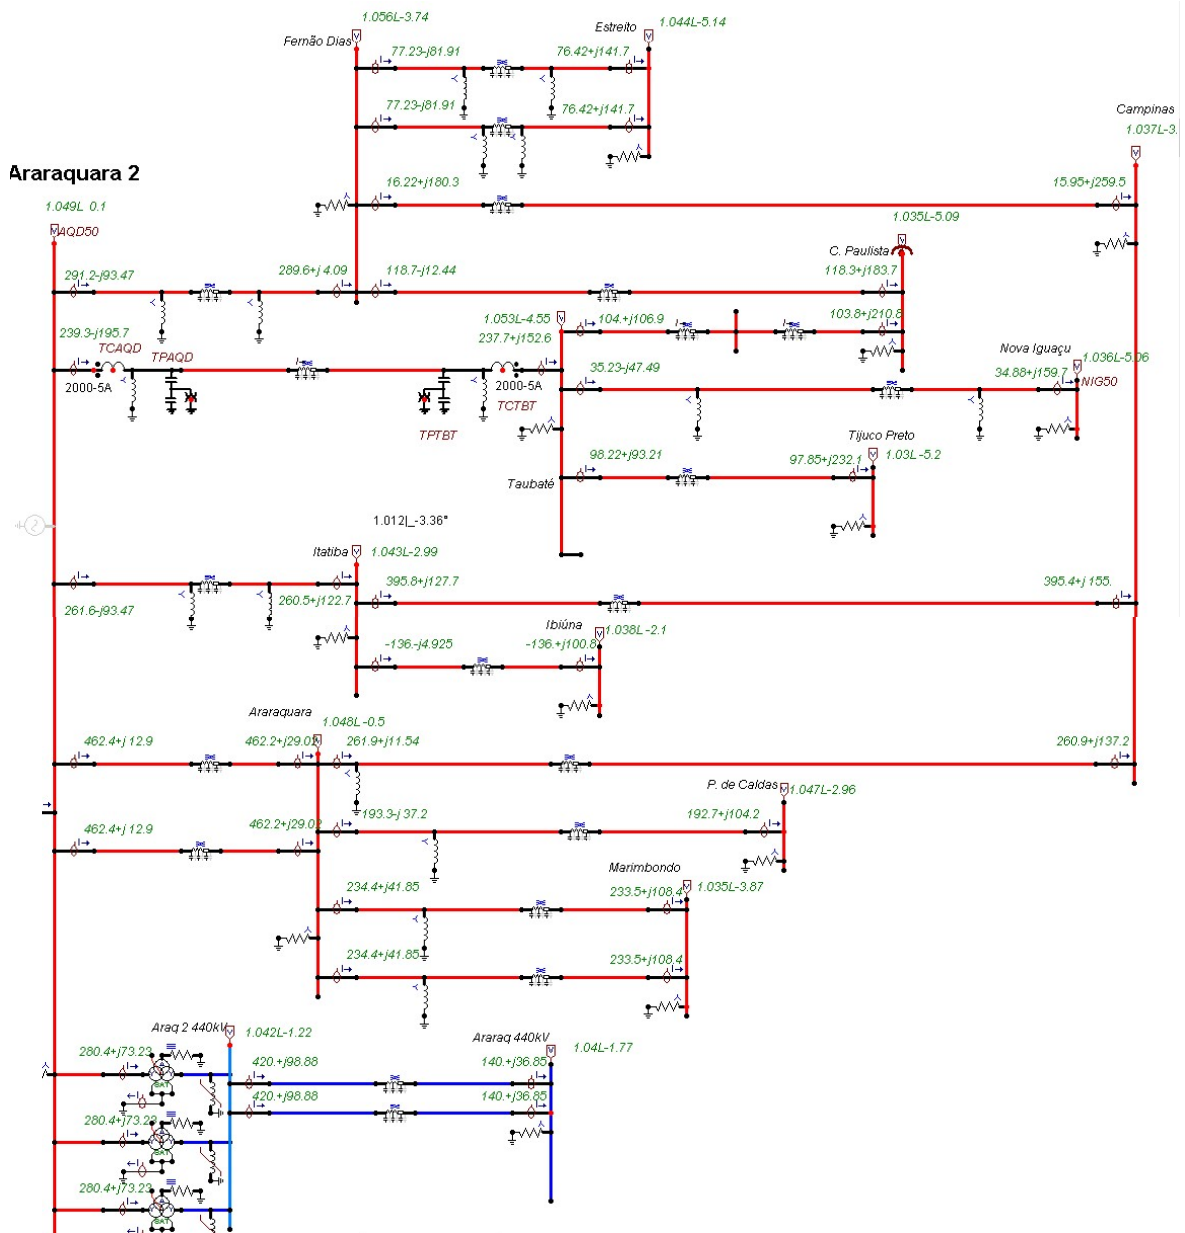 1.056L-3.74
1.044L-5.14
Fernão Dias
Estreito
77.23-j81.91
76.42+j141.7
77.23-j81.91
76.42+j141.7
Campinas
1.037L-3.
Araraquara 2
16.22+j180.3
15.95+j259.5
1.049L 0.1
AQD50
1.035L-5.09
C. Paulista
291.2-j93.47
289.6+j 4.09
118.7-j12.44
118.3+j183.7
239.3-j195.7
1.053L-4.55
104.+j106.9
103.8+j210.8
237.7+j152.6
TCAQD
TPAQD
2000-5A
2000-5A
TCTBT
TPTBT
Nova Iguaçu
1.036L-5.06
35.23-j47.49
34.88+j159.7
NIG50
Tijuco Preto
1.03L-5.2
98.22+j93.21
97.85+j232.1
Taubaté
1.012|_-3.36°
Itatiba
1.043L-2.99
261.6-j93.47
260.5+j122.7
395.8+j127.7
395.4+j 155.
Ibiúna
1.038L-2.1
-136.-j4.925
-136.+j100.8
Araraquara
1.048L-0.5
462.4+j 12.9
462.2+j29.02
261.9+j11.54
260.9+j137.2
P. de Caldas
1.047L-2.96
462.4+j 12.9
462.2+j29.02
193.3-j 37.2
192.7+j104.2
Marimbondo
1.035L-3.87
234.4+j41.85
233.5+j108.4
234.4+j41.85
233.5+j108.4
Araq 2 440kV
1.042L-1.22
Araraq 440kV
1.04L-1.77
280.4+j73.23
420.+j98.88
140.+j36.85
SAT
420.+j98.88
140.+j36.85
280.4+j73.23
SAT
280.4+j73.23
SAT